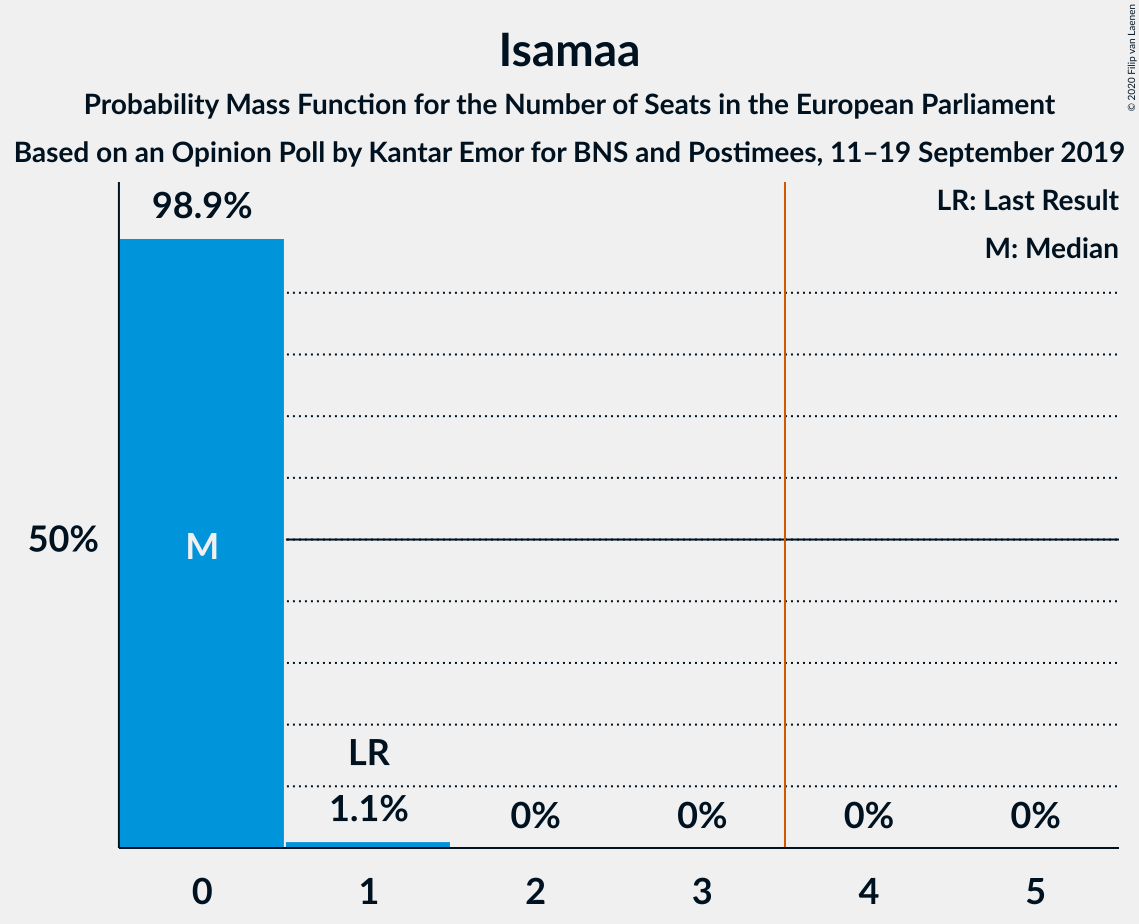 Isamaa
Probability Mass Function for the Number of Seats in the European Parliament
Based on an Opinion Poll by Kantar Emor for BNS and Postimees, 11–19 September 2019
© 2020 Filip van Laenen
LR: Last Result
M: Median
98.9%
50%
M
LR
1.1%
0%
0%
0%
0%
0
1
2
3
4
5